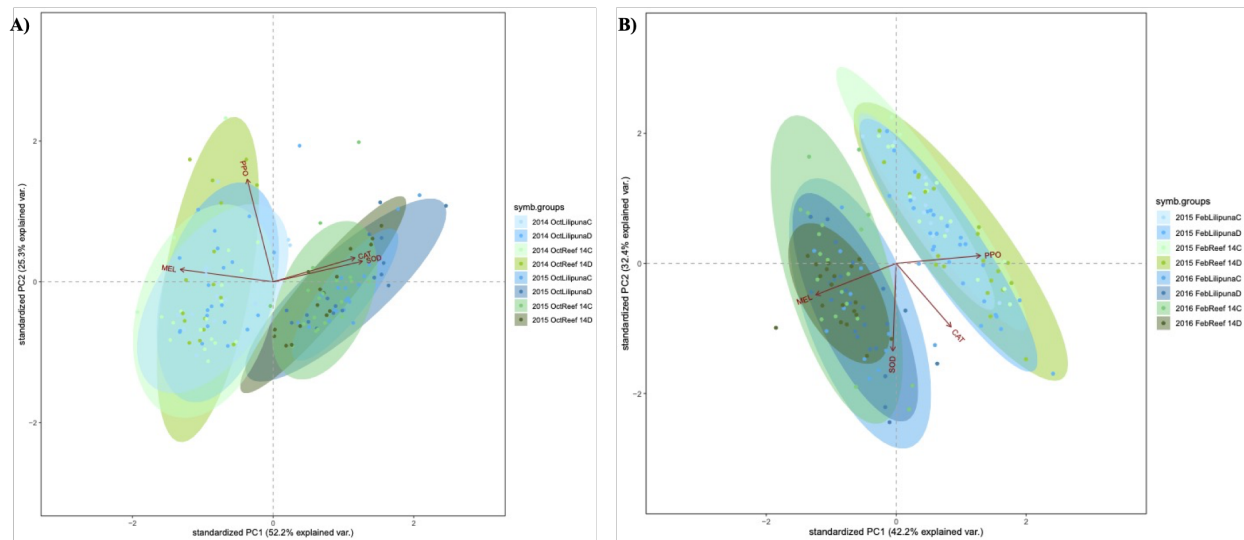 A)
standardized PC2 (25.3% explained var.)
2
0
−2
PPO
MEL
CAT
SOD
−2
0
2
standardized PC1 (52.2% explained var.)
symb.groups
2014 OctLilipunaC
2014 OctLilipunaD
2014 OctReef 14C
2014 OctReef 14D
2015 OctLilipunaC
2015 OctLilipunaD
2015 OctReef 14C
2015 OctReef 14D
B)
standardized PC2 (32.4% explained var.)
2
0
−2
PPO
MEL
CAT
SOD
−2
0
2
standardized PC1 (42.2% explained var.)
symb.groups
2015 FebLilipunaC
2015 FebLilipunaD
2015 FebReef 14C
2015 FebReef 14D
2016 FebLilipunaC
2016 FebLilipunaD
2016 FebReef 14C
2016 FebReef 14D